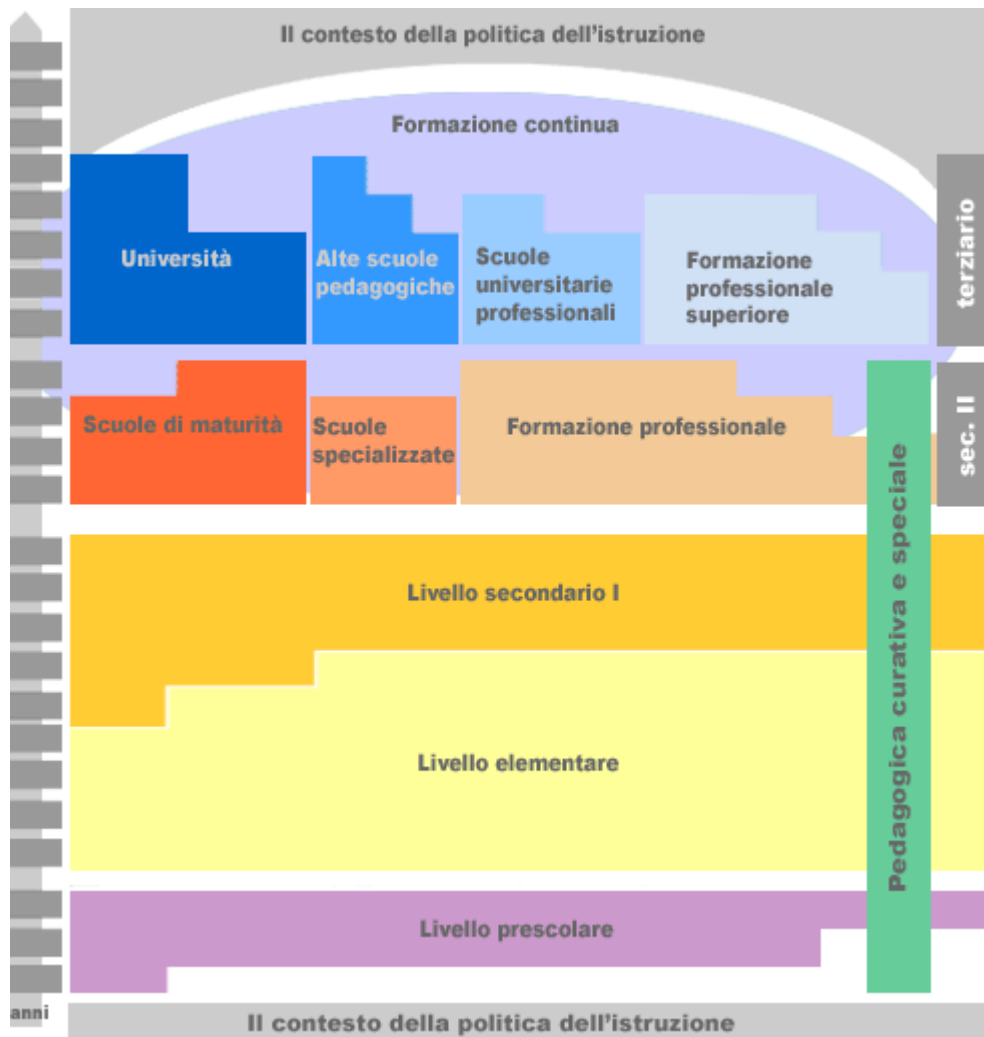 Il contesto della politica dell'istruzione
Formazione continua
Università
Alte scuole
pedagogiche
Scuole
universitarie
professionali
Formazione
professionale
superiore
terziario
Scuole di maturità
Scuole
specializzate
Formazione professionale
sec. II
Pedagogica curativa e speciale
Livello secondario I
Livello elementare
Livello prescolare
anni
Il contesto della politica dell'istruzione